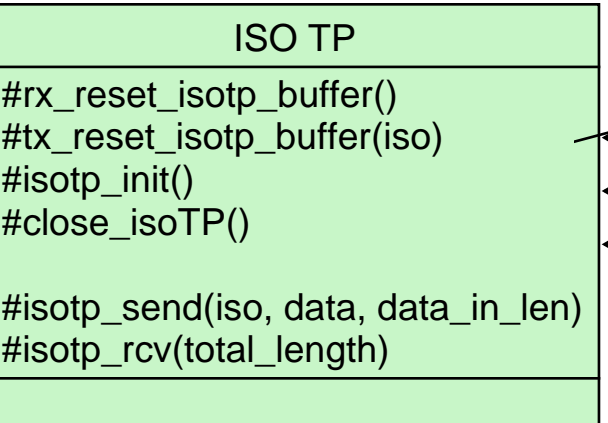 ISO TP
#rx_reset_isotp_buffer()
#tx_reset_isotp_buffer(iso)
#isotp_init()
#close_isoTP()
#isotp_send(iso, data, data_in_len)
#isotp_rcv(total_length)